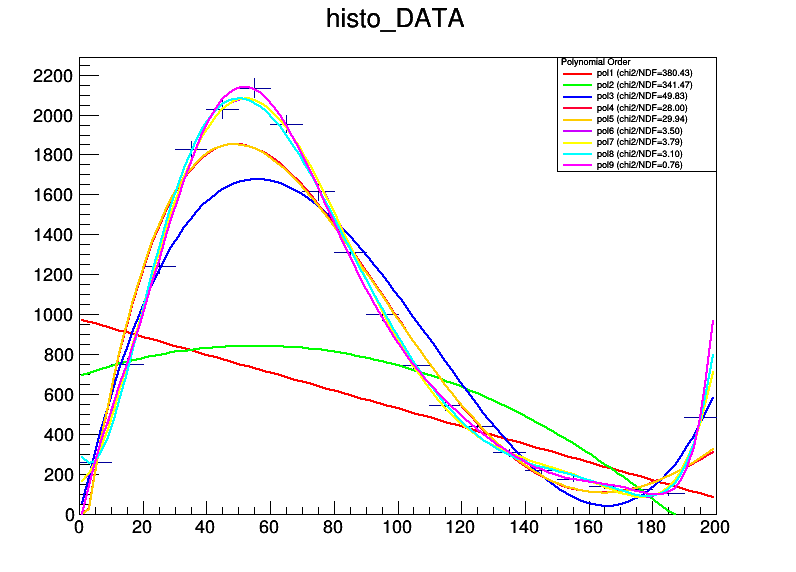 histo_DATA
Polynomial Order
pol1 (chi2/NDF=380.43)
pol2 (chi2/NDF=341.47)
pol3 (chi2/NDF=49.83)
pol4 (chi2/NDF=28.00)
pol5 (chi2/NDF=29.94)
pol6 (chi2/NDF=3.50)
pol7 (chi2/NDF=3.79)
pol8 (chi2/NDF=3.10)
pol9 (chi2/NDF=0.76)
2200
2000
1800
1600
1400
1200
1000
800
600
400
200
0
0 20 40 60 80 100 120 140 160 180 200